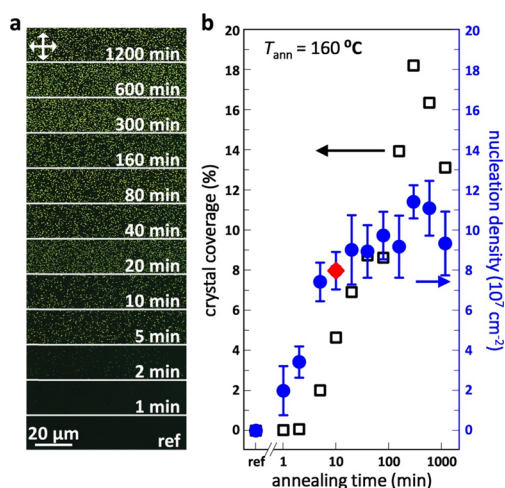 a
1200 min
600 min
300 min
160 min
80 min
40 min
20 min
10 min
5 min
2 min
1 min
20 μm
ref
b
T_ann = 160 °C
crystal coverage (%)
20
18
16
14
12
10
8
6
4
2
0
20
18
16
14
12
10
8
6
4
2
0
nucleation density (10⁷ cm⁻²)
ref 1 10 100 1000
annealing time (min)